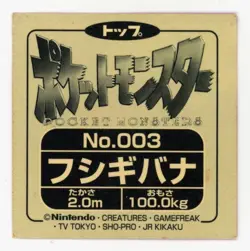 トップ
ポケットモンスター
POCKET MONSTERS
No.003
フシギバナ
たかさ おもさ
2.0m 100.0kg
©Nintendo・CREATURES・GAMEFREAK
・TV TOKYO・SHO-PRO・JR KIKAKU